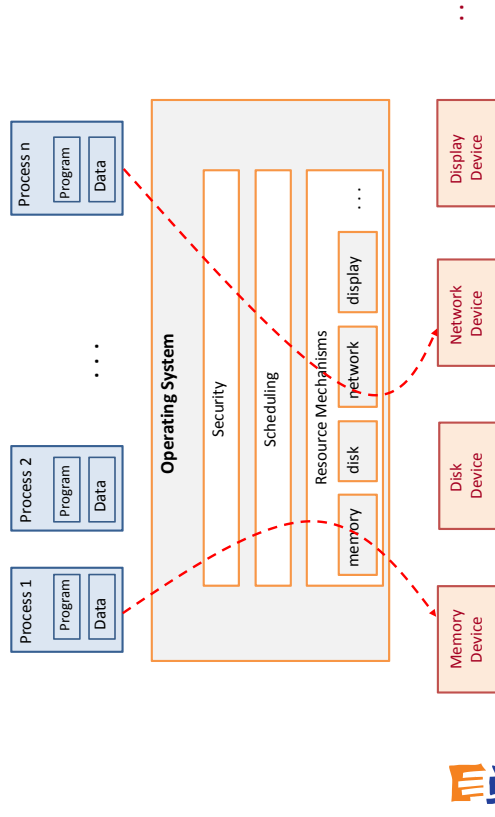 Process 1
Program
Data
Process 2
Program
Data
. . .
Process n
Program
Data
Operating System
Security
Scheduling
Resource Mechanisms
memory
disk
network
display
. . .
Memory
Device
Disk
Device
Network
Device
Display
Device
. .